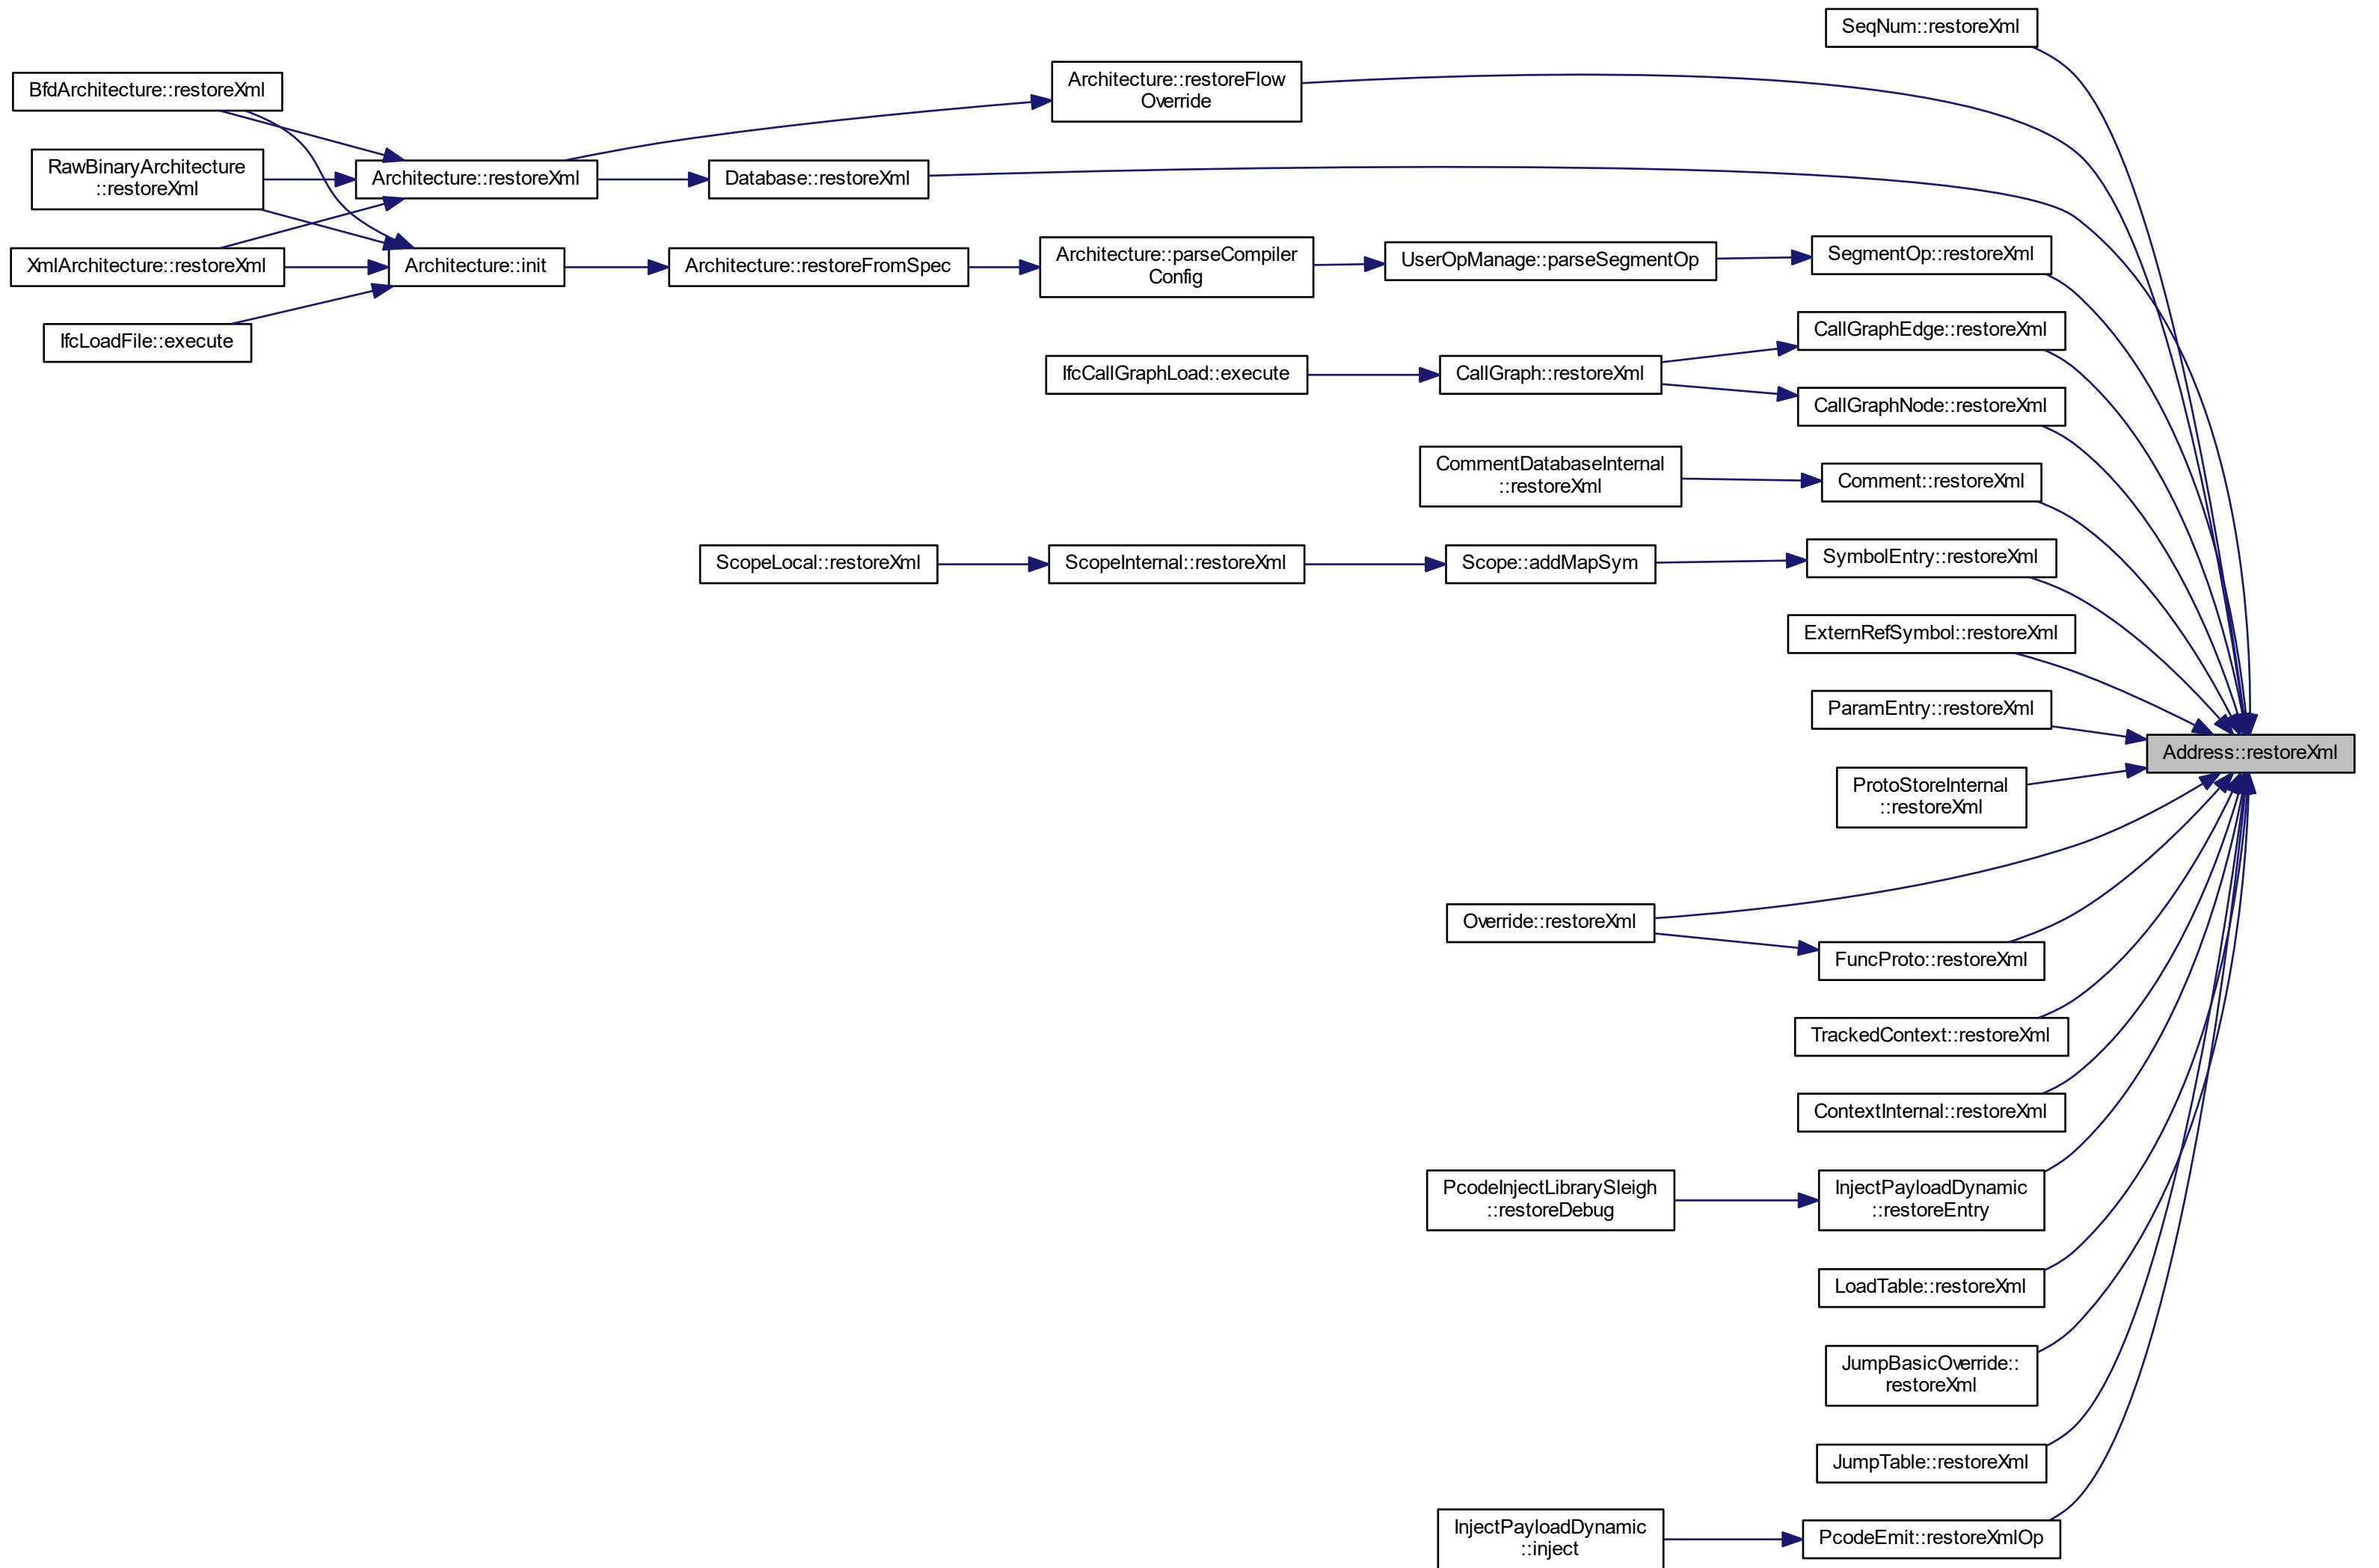 SeqNum::restoreXml
Architecture::restoreFlow
Override
BfdArchitecture::restoreXml
RawBinaryArchitecture
::restoreXml
Architecture::restoreXml
Database::restoreXml
XmlArchitecture::restoreXml
Architecture::init
Architecture::restoreFromSpec
Architecture::parseCompiler
Config
UserOpManage::parseSegmentOp
SegmentOp::restoreXml
IfcLoadFile::execute
CallGraphEdge::restoreXml
IfcCallGraphLoad::execute
CallGraph::restoreXml
CallGraphNode::restoreXml
CommentDatabaseInternal
::restoreXml
Comment::restoreXml
ScopeLocal::restoreXml
ScopeInternal::restoreXml
Scope::addMapSym
SymbolEntry::restoreXml
ExternRefSymbol::restoreXml
ParamEntry::restoreXml
Address::restoreXml
ProtoStoreInternal
::restoreXml
Override::restoreXml
FuncProto::restoreXml
TrackedContext::restoreXml
ContextInternal::restoreXml
PcodeInjectLibrarySleigh
::restoreDebug
InjectPayloadDynamic
::restoreEntry
LoadTable::restoreXml
JumpBasicOverride::
restoreXml
JumpTable::restoreXml
InjectPayloadDynamic
::inject
PcodeEmit::restoreXmlOp